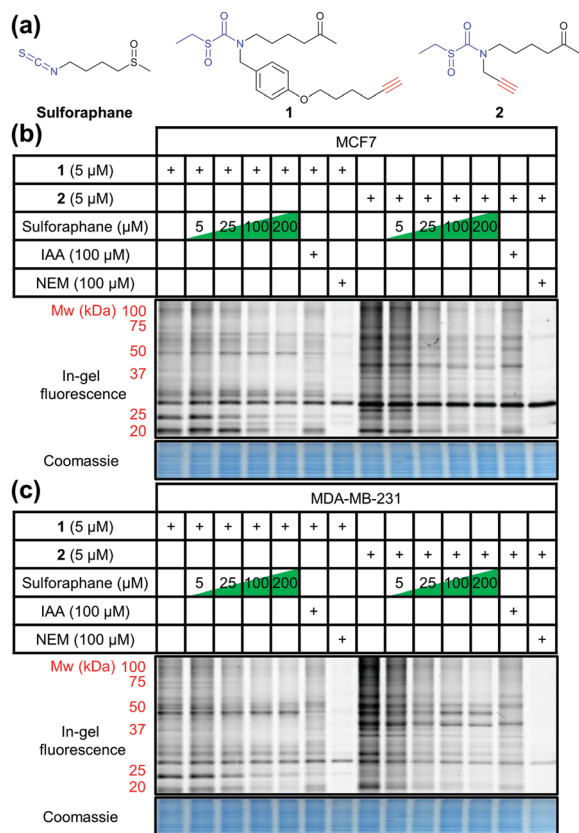 (a)
O
S
C
N
O
S
Sulforaphane
O
S
N
O
O
O
1
O
S
N
O
O
2
(b)
MCF7
1 (5 µM) + + + + + + +
2 (5 µM) + + + + + + +
Sulforaphane (µM) 5 25 100 200 5 25 100 200
IAA (100 µM) + +
NEM (100 µM) + +
Mw (kDa) 100
75
50
37
25
20
In-gel
fluorescence
Coomassie
(c)
MDA-MB-231
1 (5 µM) + + + + + + +
2 (5 µM) + + + + + + +
Sulforaphane (µM) 5 25 100 200 5 25 100 200
IAA (100 µM) + +
NEM (100 µM) + +
Mw (kDa) 100
75
50
37
25
20
In-gel
fluorescence
Coomassie